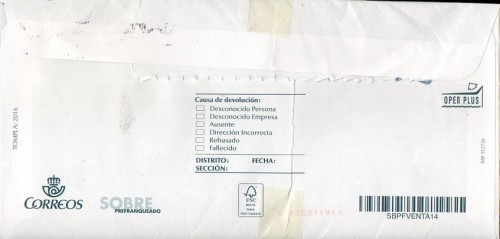 OPEN PLUS
TOMPLA: 2016
Causa de devolución:
Desconocido Persona
Desconocido Empresa
Ausente
Dirección Incorrecta
Rehusado
Fallecido
DISTRITO: FECHA:
SECCIÓN:
CORREOS
SOBRE
PREFRANQUEADO
FSC
SBPFVENTA14